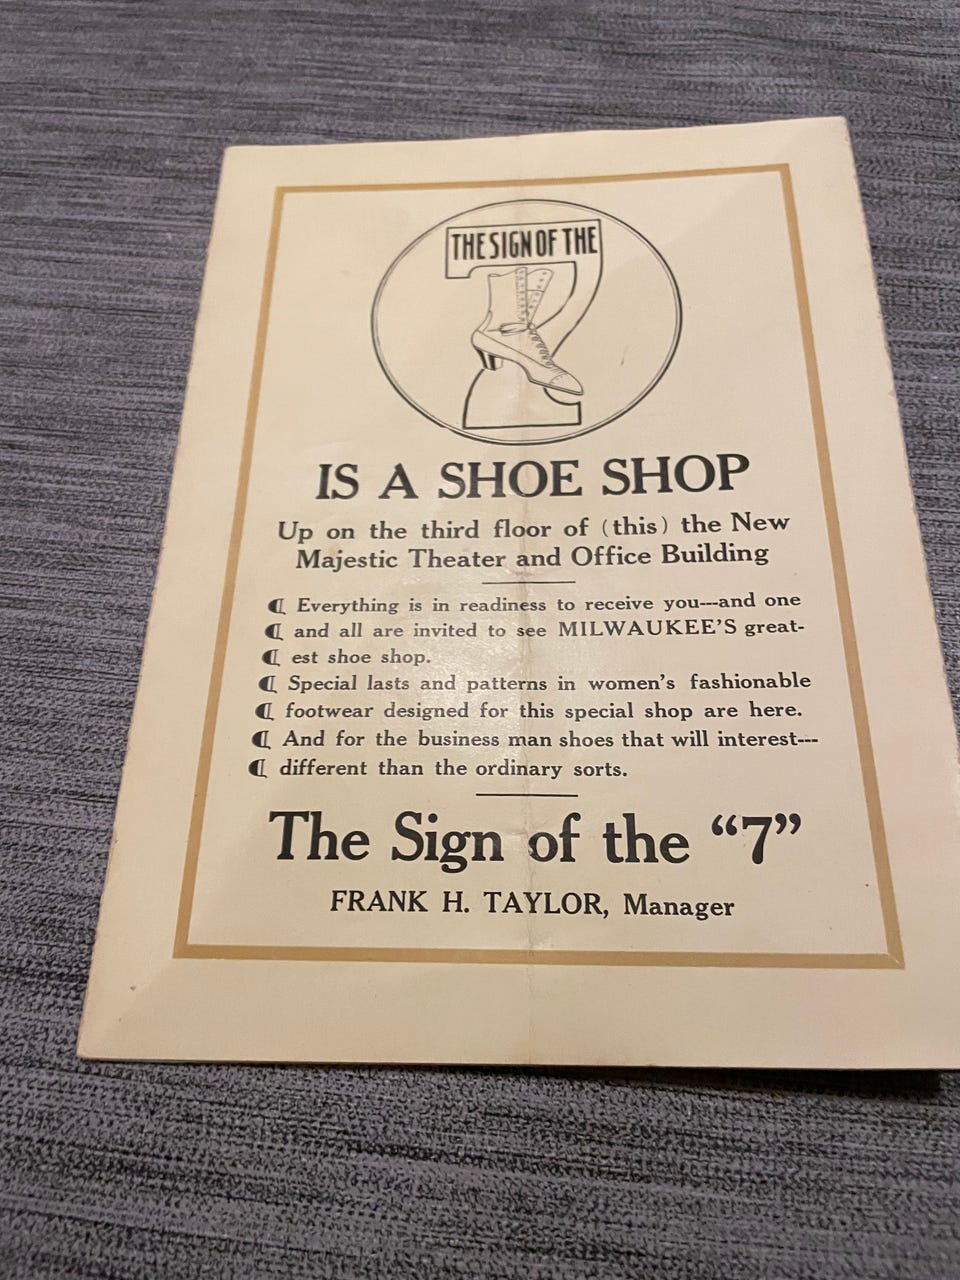 THE SIGN OF THE
7
IS A SHOE SHOP
Up on the third floor of (this) the New
Majestic Theater and Office Building
¶ Everything is in readiness to receive you---and one
¶ and all are invited to see MILWAUKEE'S great-
¶ est shoe shop.
¶ Special lasts and patterns in women's fashionable
¶ footwear designed for this special shop are here.
¶ And for the business man shoes that will interest---
¶ different than the ordinary sorts.
The Sign of the “7”
FRANK H. TAYLOR, Manager